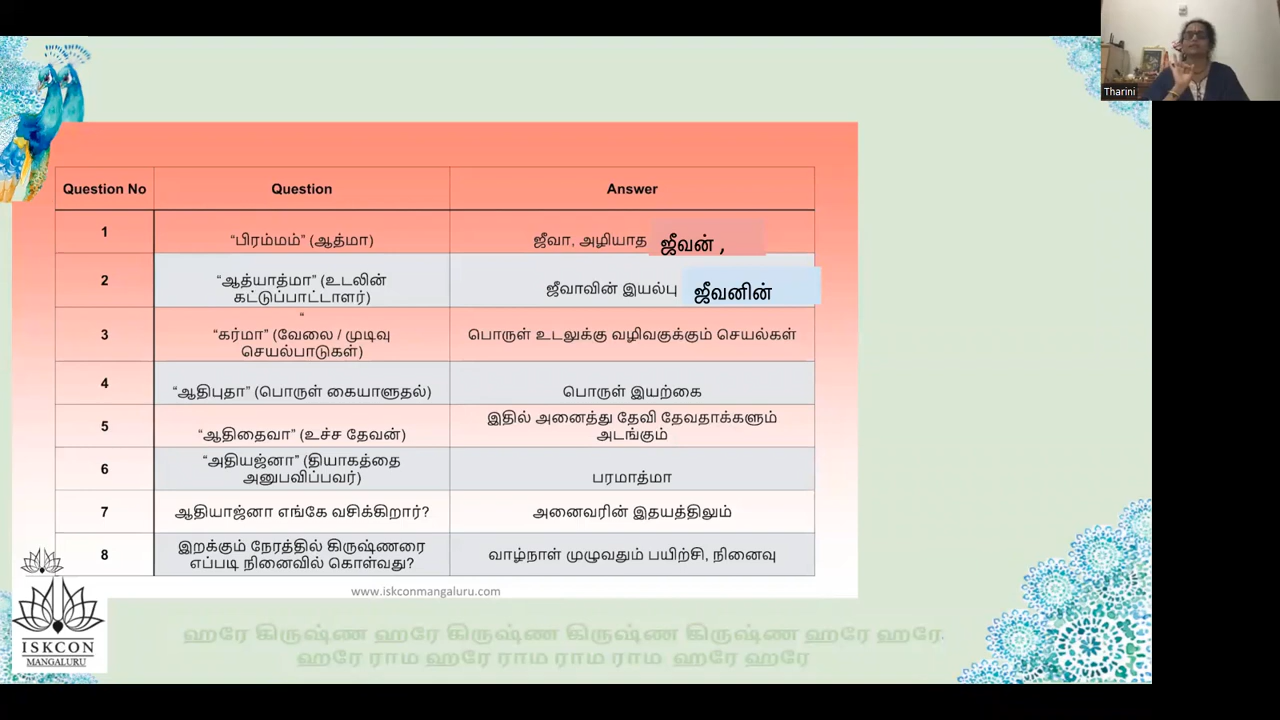 Tharini
Question No Question Answer
1 “பிரம்மம்” (ஆத்மா) ஜீவா, அழியாத ஜீவன் ,
2 “ஆத்யாத்மா” (உடலின்
கட்டுப்பாட்டாளர்) ஜீவாவின் இயல்பு ஜீவனின்
“
3 “கர்மா” (வேலை / முடிவு
செயல்பாடுகள்) பொருள் உடலுக்கு வழிவகுக்கும் செயல்கள்
4 “ஆதிபுதா” (பொருள் கையாளுதல்) பொருள் இயற்கை
5 “ஆதிதைவா” (உச்ச தேவன்) இதில் அனைத்து தேவி தேவதாக்களும்
அடங்கும்
6 “அதியஜ்னா” (தியாகத்தை
அனுபவிப்பவர்) பரமாத்மா
7 ஆதியாஜ்னா எங்கே வசிக்கிறார்? அனைவரின் இதயத்திலும்
8 இறக்கும் நேரத்தில் கிருஷ்ணரை
எப்படி நினைவில் கொள்வது? வாழ்நாள் முழுவதும் பயிற்சி, நினைவு
www.iskconmangaluru.com
ISKCON
MANGALURU
ஹரே கிருஷ்ண ஹரே கிருஷ்ண கிருஷ்ண கிருஷ்ண ஹரே ஹரே
ஹரே ராம ஹரே ராம ராம ராம ஹரே ஹரே